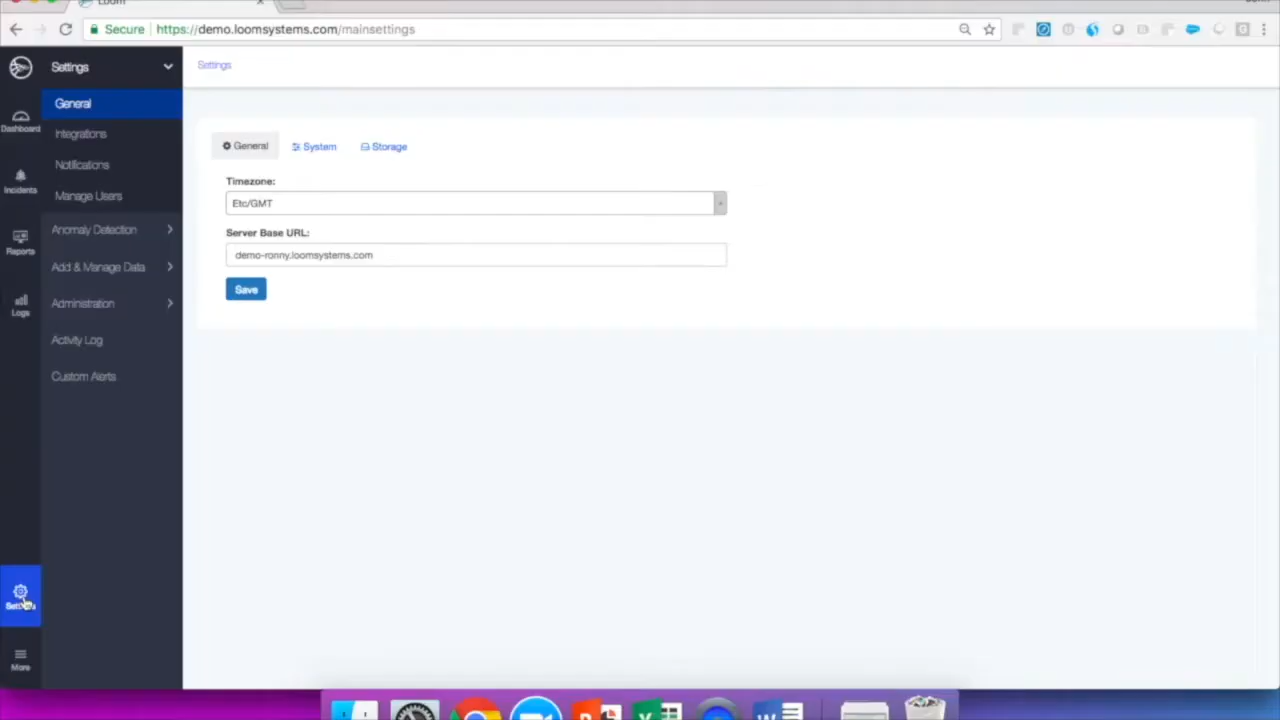 Loom
Secure https://demo.loomsystems.com/mainsettings
Settings
Settings
General
General
System
Storage
Dashboard
Integrations
Notifications
Timezone:
Incidents
Manage Users
Etc/GMT
Anomaly Detection
Server Base URL:
Reports
demo-ronny.loomsystems.com
Add & Manage Data
Save
Logs
Administration
Activity Log
Custom Alerts
Settings
More